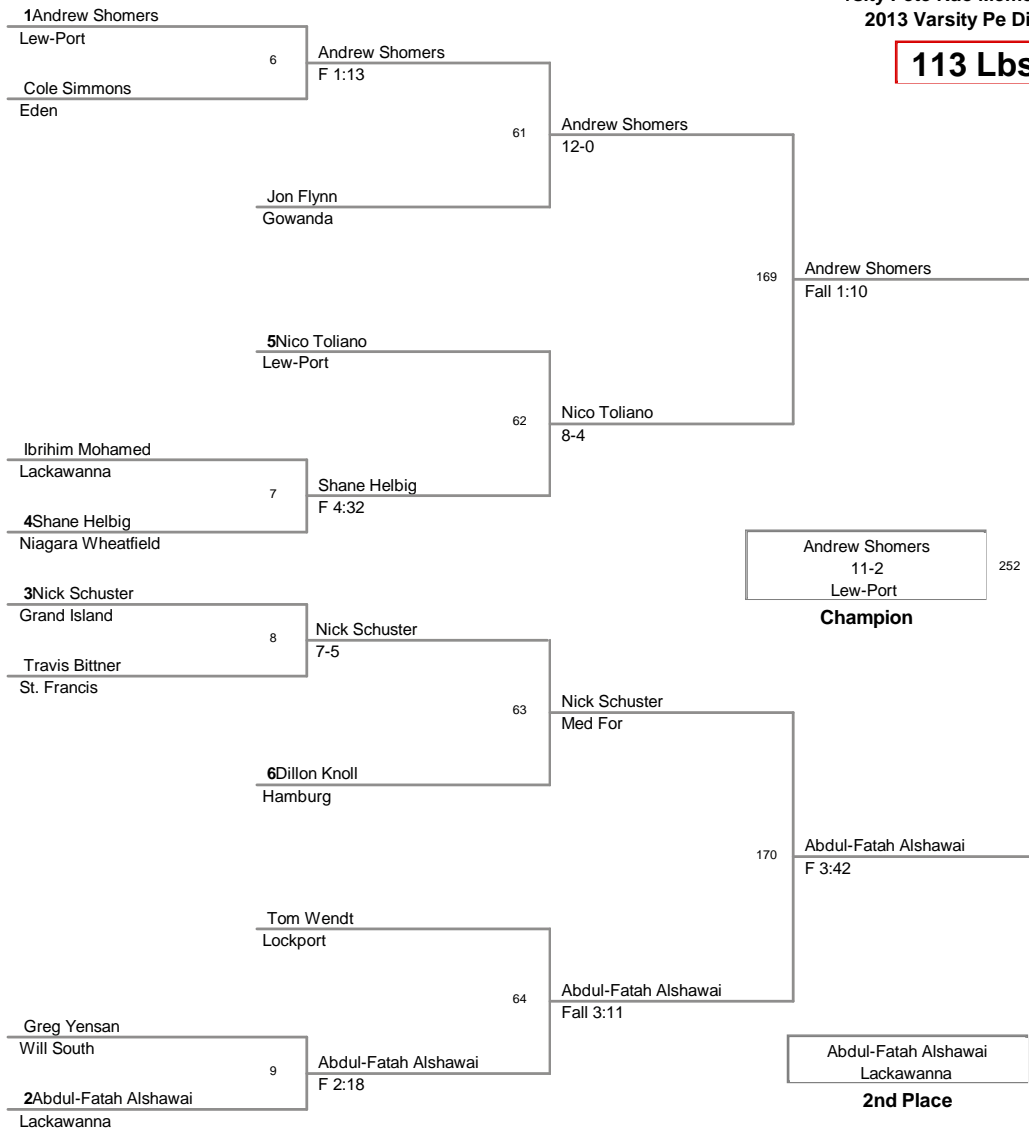 2013 Varsity Pe Di
113 Lbs
1Andrew Shomers
Lew-Port
6
Andrew Shomers
F 1:13
Cole Simmons
Eden
61
Andrew Shomers
12-0
Jon Flynn
Gowanda
169
Andrew Shomers
Fall 1:10
5Nico Toliano
Lew-Port
62
Nico Toliano
8-4
Ibrihim Mohamed
Lackawanna
7
Shane Helbig
F 4:32
4Shane Helbig
Niagara Wheatfield
Andrew Shomers
11-2
Lew-Port
252
Champion
3Nick Schuster
Grand Island
8
Nick Schuster
7-5
Travis Bittner
St. Francis
63
Nick Schuster
Med For
6Dillon Knoll
Hamburg
170
Abdul-Fatah Alshawai
F 3:42
Tom Wendt
Lockport
64
Abdul-Fatah Alshawai
Fall 3:11
Greg Yensan
Will South
9
Abdul-Fatah Alshawai
F 2:18
2Abdul-Fatah Alshawai
Lackawanna
Abdul-Fatah Alshawai
Lackawanna
2nd Place